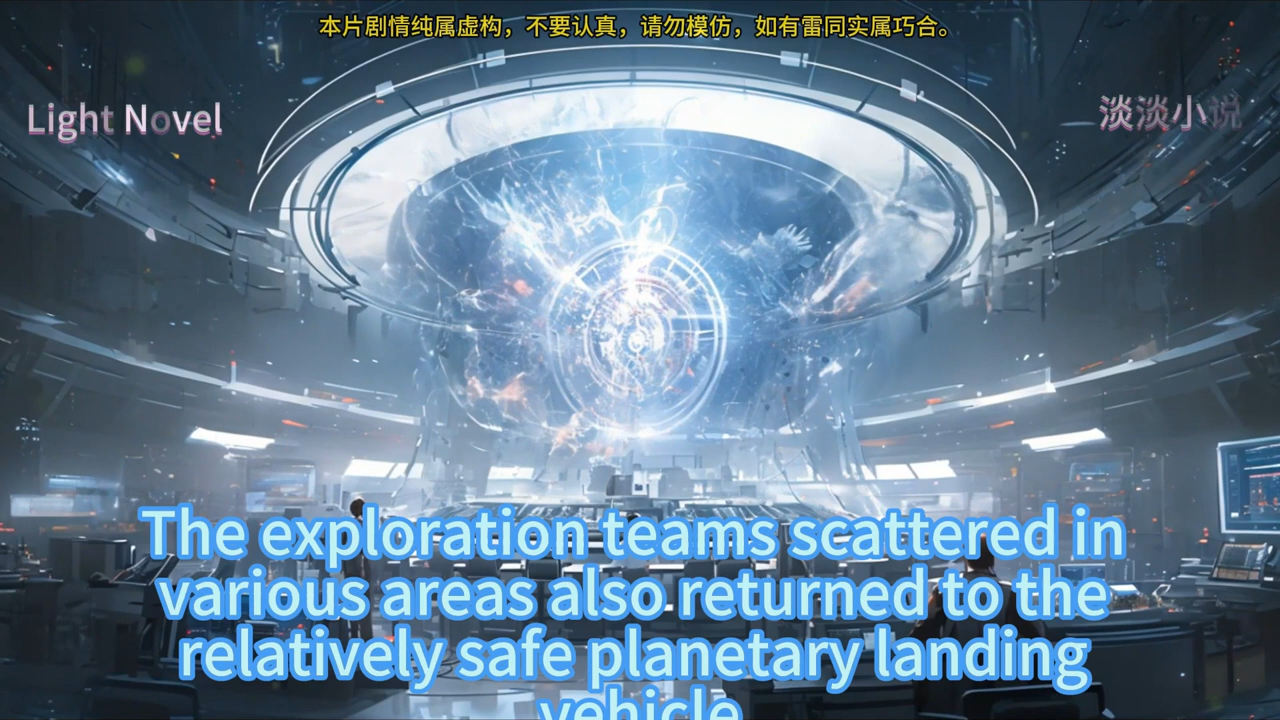 本片剧情纯属虚构，不要认真，请勿模仿，如有雷同实属巧合。
Light Novel
淡淡小说
The exploration teams scattered in
various areas also returned to the
relatively safe planetary landing
vehicle